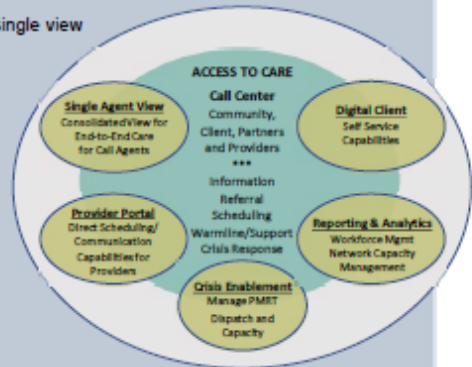 single view
ACCESS TO CARE
Call Center
Community,
Client, Partners
and Providers
***
Information
Referral
Scheduling
Warmline/Support
Crisis Response
Single Agent View
Consolidated View for
End-to-End Care
for Call Agents
Digital Client
Self Service
Capabilities
Provider Portal
Direct Scheduling/
Communication
Capabilities for
Providers
Reporting & Analytics
Workforce Mgmt
Network Capacity
Management
Crisis Enablement
Manage PMRT
Dispatch and
Capacity